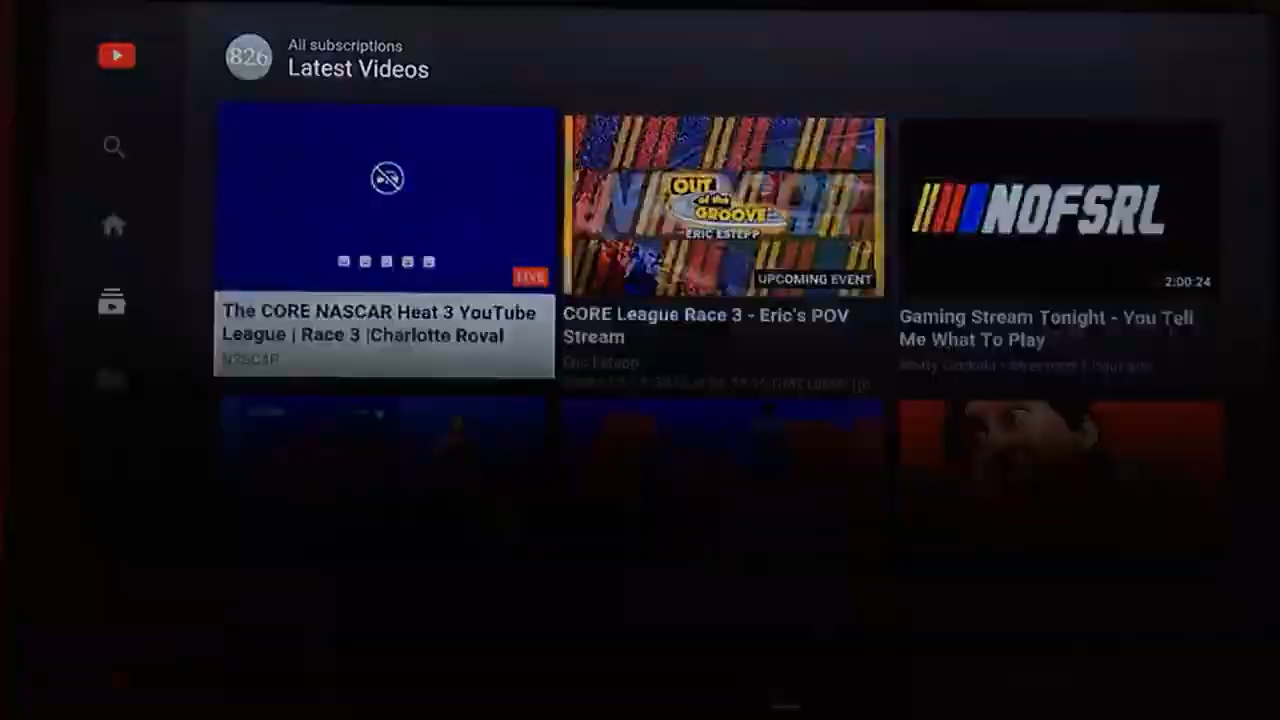 826
All subscriptions
Latest Videos
LIVE
The CORE NASCAR Heat 3 YouTube
League | Race 3 |Charlotte Roval
NASCAR
OUT
of the
GROOVE
ERIC ESTEPP
UPCOMING EVENT
CORE League Race 3 - Eric's POV
Stream
Eric Estepp
NOFSRL
2:00:24
Gaming Stream Tonight - You Tell
Me What To Play